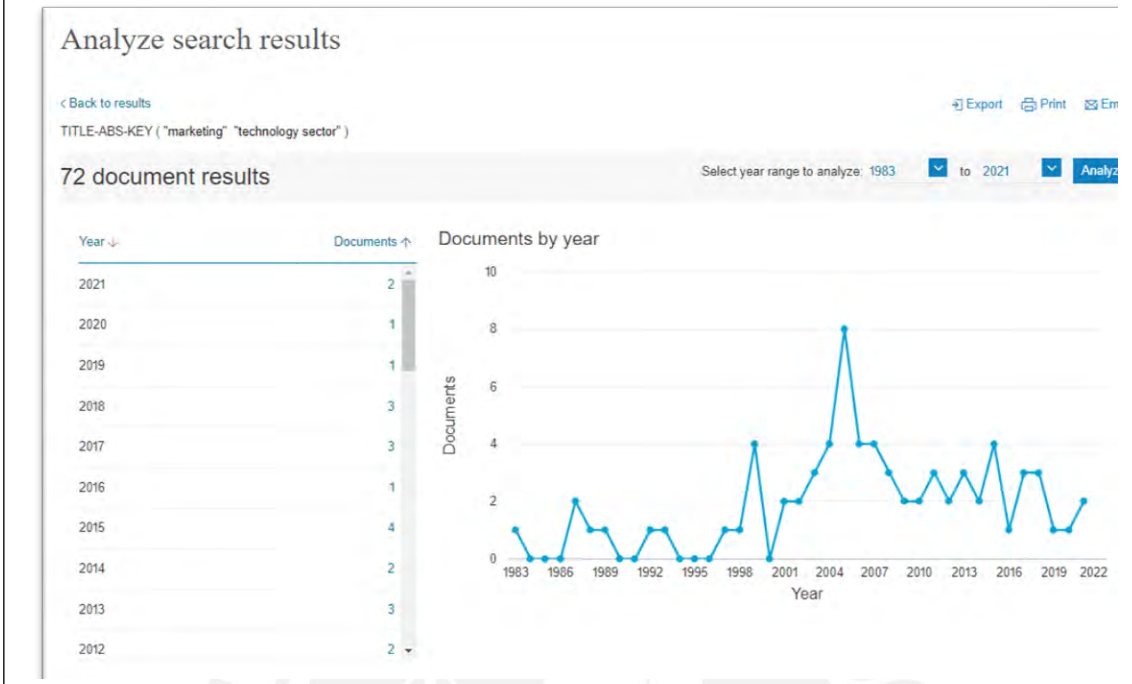 Analyze search results
< Back to results
Export Print Em
TITLE-ABS-KEY ( "marketing" "technology sector" )
72 document results
Select year range to analyze: 1983 to 2021 Analyz
Year Documents
2021 2
2020 1
2019 1
2018 3
2017 3
2016 1
2015 4
2014 2
2013 3
2012 2
Documents by year
10
8
6
4
2
0
Documents
1983 1986 1989 1992 1995 1998 2001 2004 2007 2010 2013 2016 2019 2022
Year